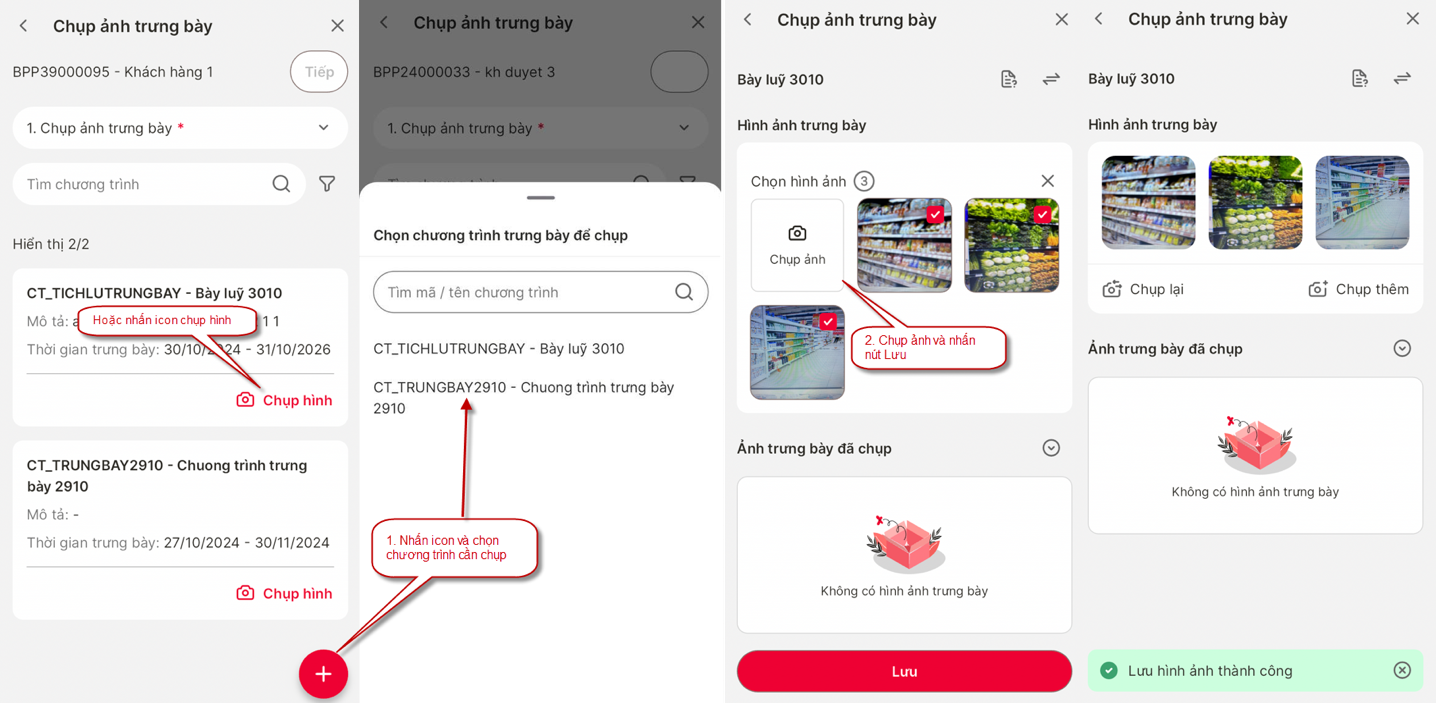 Chụp ảnh trưng bày
BPP39000095 - Khách hàng 1
Tiếp
1. Chụp ảnh trưng bày *
Tìm chương trình
Hiển thị 2/2
CT_TICHLUTRUNGBAY - Bày luỹ 3010
Mô tả: a
1 1
Hoặc nhấn icon chụp hình
Thời gian trưng bày: 30/10/2024 - 31/10/2026
Chụp hình
CT_TRUNGBAY2910 - Chuong trình trưng
bày 2910
Mô tả: -
Thời gian trưng bày: 27/10/2024 - 30/11/2024
Chụp hình
Chụp ảnh trưng bày
BPP24000033 - kh duyet 3
1. Chụp ảnh trưng bày *
Chọn chương trình trưng bày để chụp
Tìm mã / tên chương trình
CT_TICHLUTRUNGBAY - Bày luỹ 3010
CT_TRUNGBAY2910 - Chuong trình trưng bày
2910
1. Nhấn icon và chọn
chương trình cần chụp
Chụp ảnh trưng bày
Bày luỹ 3010
Hình ảnh trưng bày
Chọn hình ảnh 3
Chụp ảnh
2. Chụp ảnh và nhấn
nút Lưu
Ảnh trưng bày đã chụp
Không có hình ảnh trưng bày
Lưu
Chụp ảnh trưng bày
Bày luỹ 3010
Hình ảnh trưng bày
Chụp lại
Chụp thêm
Ảnh trưng bày đã chụp
Không có hình ảnh trưng bày
Lưu hình ảnh thành công